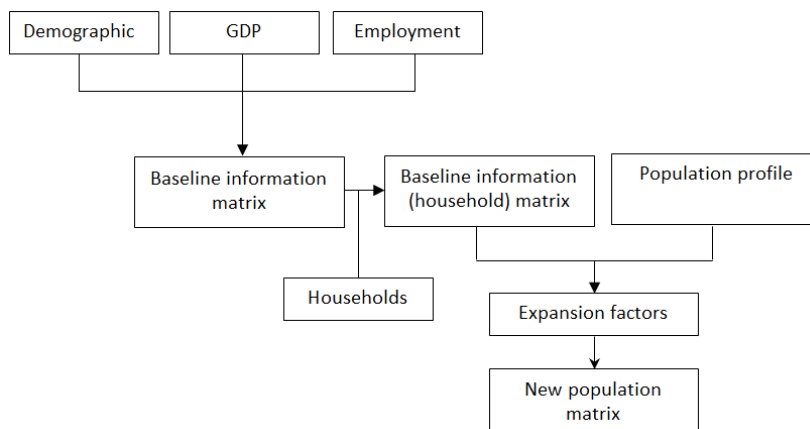 Demographic
GDP
Employment
Baseline information
matrix
Baseline information
(household) matrix
Population profile
Households
Expansion factors
New population
matrix